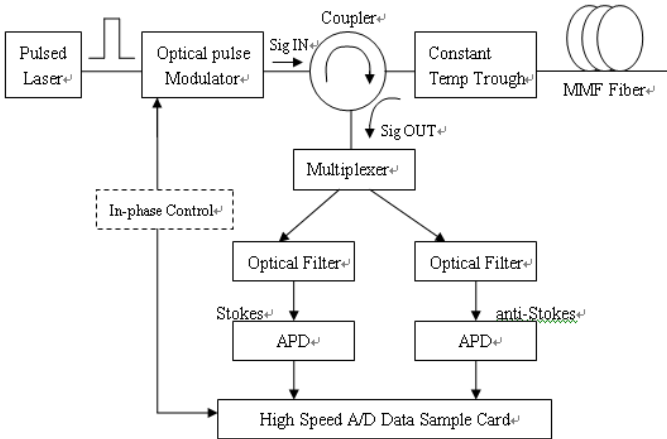 Coupler
Pulsed
Laser
Optical pulse
Modulator
Sig IN
Constant
Temp Trough
MMF Fiber
Sig OUT
Multiplexer
In-phase Control
Optical Filter
Optical Filter
Stokes
anti-Stokes
APD
APD
High Speed A/D Data Sample Card